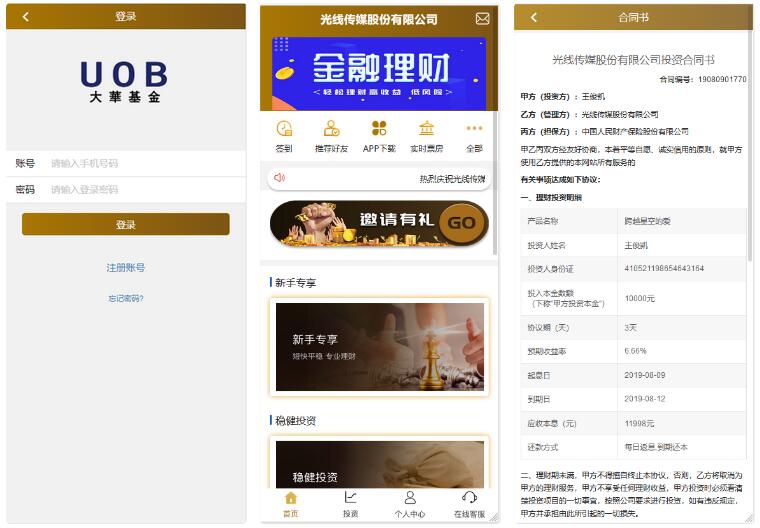 登录
UOB
大華基金
账号 请输入手机号码
密码 请输入登录密码
登录
注册账号
忘记密码?
光线传媒股份有限公司
金融理财
<轻松理财高收益 低风险>
签到 推荐好友 APP下载 实时票房 全部
热烈庆祝光线传媒
邀请有礼 GO
新手专享
新手专享
短快平稳 专业理财
稳健投资
稳健投资
首页 投资 个人中心 在线客服
合同书
光线传媒股份有限公司投资合同书
合同编号：19080901770
甲方（投资方）：王俊凯
乙方（管理方）：光线传媒股份有限公司
丙方（担保方）：中国人民财产保险股份有限公司
甲乙丙双方经友好协商，本着平等自愿、诚实信用的原则，就甲方
使用乙方提供的本网站所有服务的
有关事项达成如下协议：
一、理财投资明细
产品名称 跨越星空的爱
投资人姓名 王俊凯
投资人身份证 410521198654643164
投入本金数额
（下称“甲方投资本金”） 10000元
协议期（天） 3天
预期收益率 6.66%
起息日 2019-08-09
到期日 2019-08-12
应收本息（元） 11998元
还款方式 每日返息,到期还本
二、理财期未满，甲方不得擅自终止本协议，否则，乙方将取消为
甲方的理财服务，甲方不享受任何理财收益，甲方投资时必须看清
楚投资项目的一切事宜，按照公司要求进行投资，如有违反规定，
甲方并承担由此所引起的一切损失。